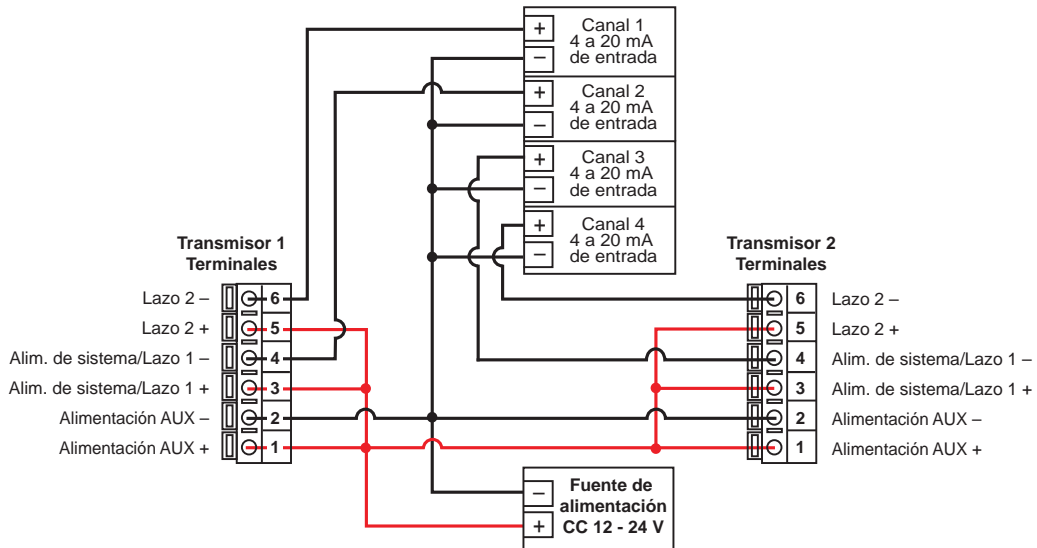 +
Canal 1
4 a 20 mA
de entrada
–
+
Canal 2
4 a 20 mA
de entrada
–
+
Canal 3
4 a 20 mA
de entrada
–
+
Canal 4
4 a 20 mA
de entrada
–
Transmisor 1
Terminales
Lazo 2 –
6
Lazo 2 +
5
Alim. de sistema/Lazo 1 –
4
Alim. de sistema/Lazo 1 +
3
Alimentación AUX –
2
Alimentación AUX +
1
Transmisor 2
Terminales
6
Lazo 2 –
5
Lazo 2 +
4
Alim. de sistema/Lazo 1 –
3
Alim. de sistema/Lazo 1 +
2
Alimentación AUX –
1
Alimentación AUX +
–
+
Fuente de
alimentación
CC 12 - 24 V